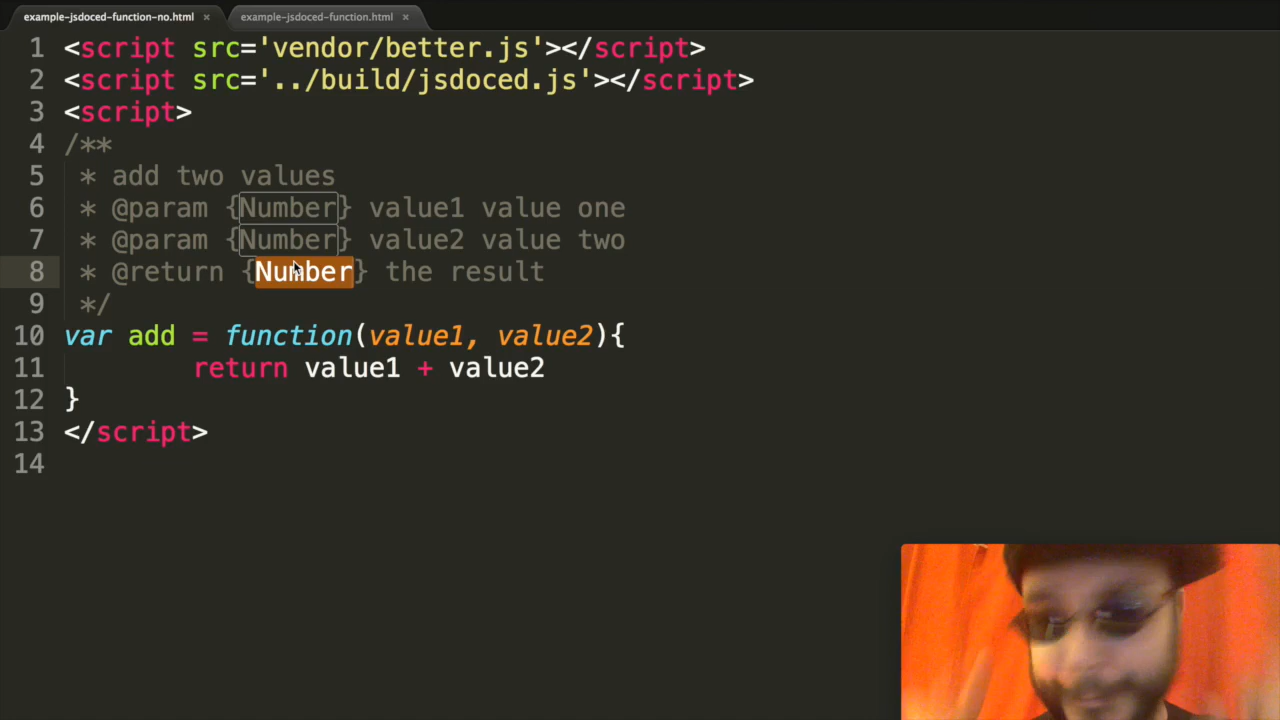 example-jsdoced-function-no.html × example-jsdoced-function.html ×
1 <script src='vendor/better.js'></script>
2 <script src='../build/jsdoced.js'></script>
3 <script>
4 /**
5 * add two values
6 * @param {Number} value1 value one
7 * @param {Number} value2 value two
8 * @return {Number} the result
9 */
10 var add = function(value1, value2){
11 return value1 + value2
12 }
13 </script>
14